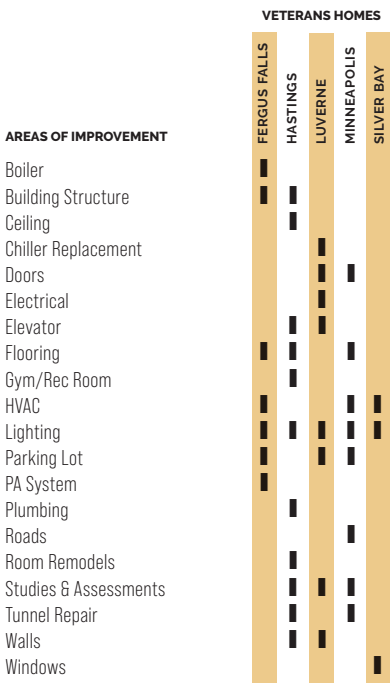 VETERANS HOMES
AREAS OF IMPROVEMENT
FERGUS FALLS
HASTINGS
LUVERNE
MINNEAPOLIS
SILVER BAY
Boiler
Building Structure
Ceiling
Chiller Replacement
Doors
Electrical
Elevator
Flooring
Gym/Rec Room
HVAC
Lighting
Parking Lot
PA System
Plumbing
Roads
Room Remodels
Studies & Assessments
Tunnel Repair
Walls
Windows